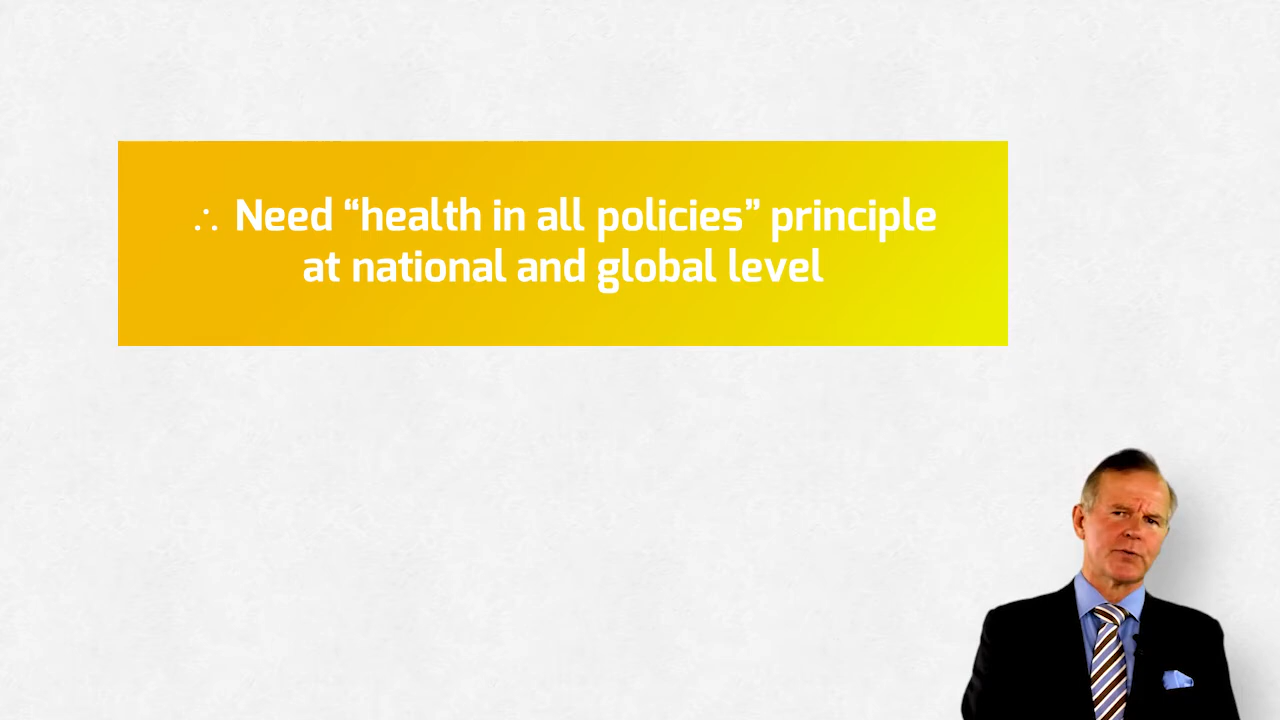 ∴ Need “health in all policies” principle
at national and global level